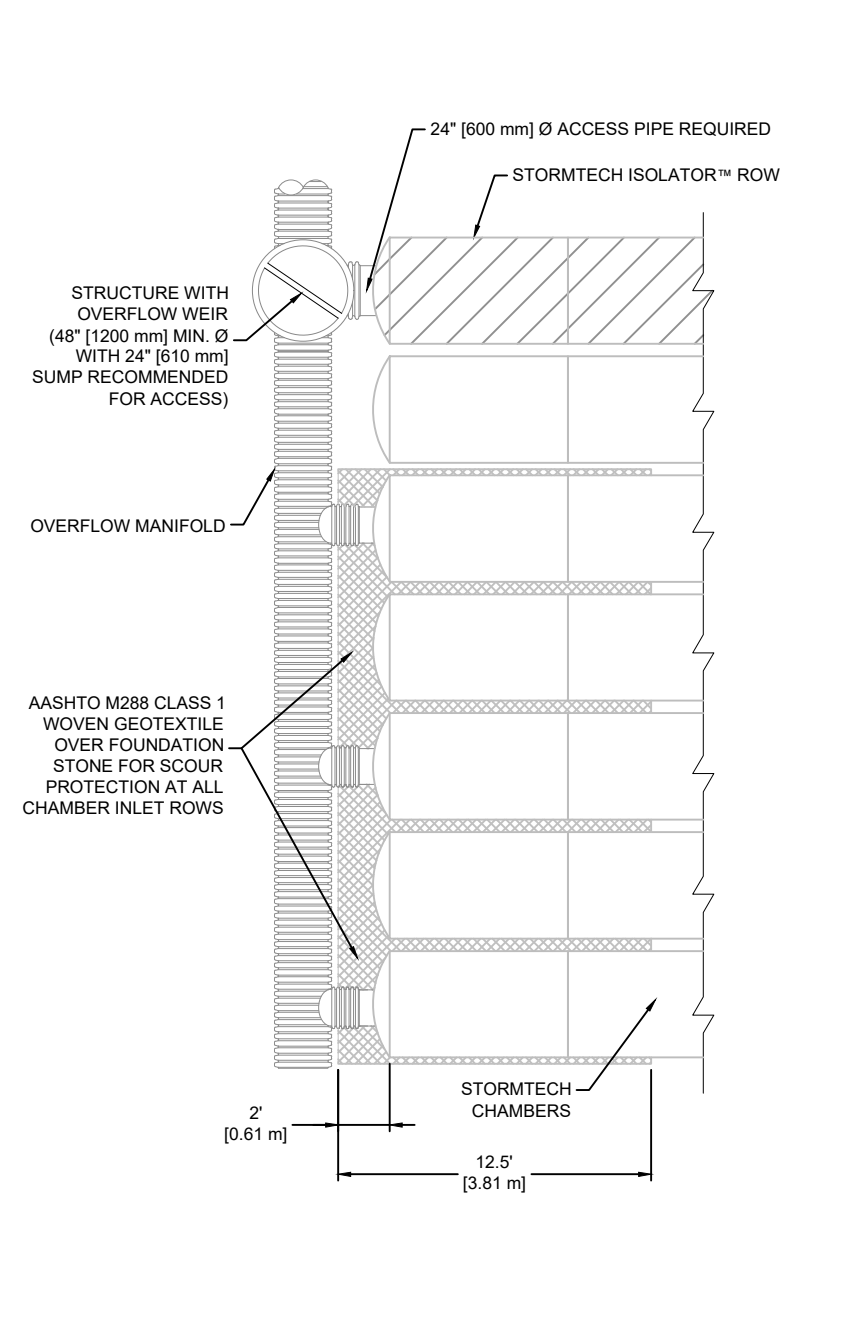 24" [600 mm] Ø ACCESS PIPE REQUIRED
STORMTECH ISOLATOR™ ROW
STRUCTURE WITH
OVERFLOW WEIR
(48" [1200 mm] MIN. Ø
WITH 24" [610 mm]
SUMP RECOMMENDED
FOR ACCESS)
OVERFLOW MANIFOLD
AASHTO M288 CLASS 1
WOVEN GEOTEXTILE
OVER FOUNDATION
STONE FOR SCOUR
PROTECTION AT ALL
CHAMBER INLET ROWS
STORMTECH
CHAMBERS
2'
[0.61 m]
12.5'
[3.81 m]